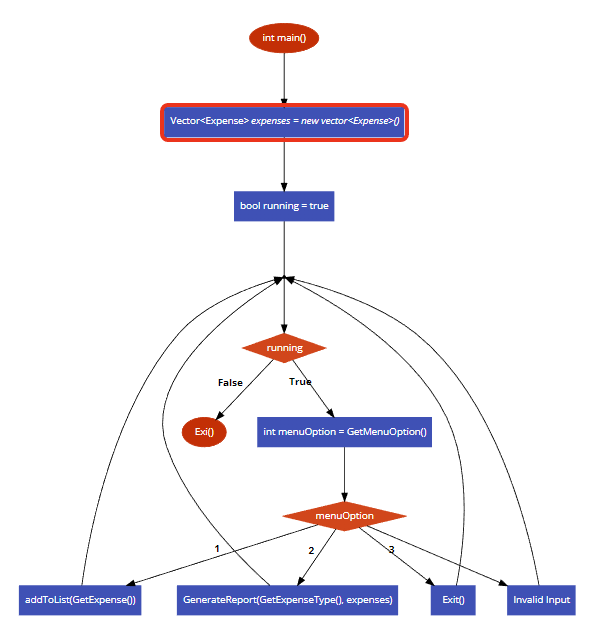 int main()
Vector<Expense> expenses = new vector<Expense>()
bool running = true
running
False
True
Exi()
int menuOption = GetMenuOption()
menuOption
1
2
3
addToList(GetExpense())
GenerateReport(GetExpenseType(), expenses)
Exit()
Invalid Input